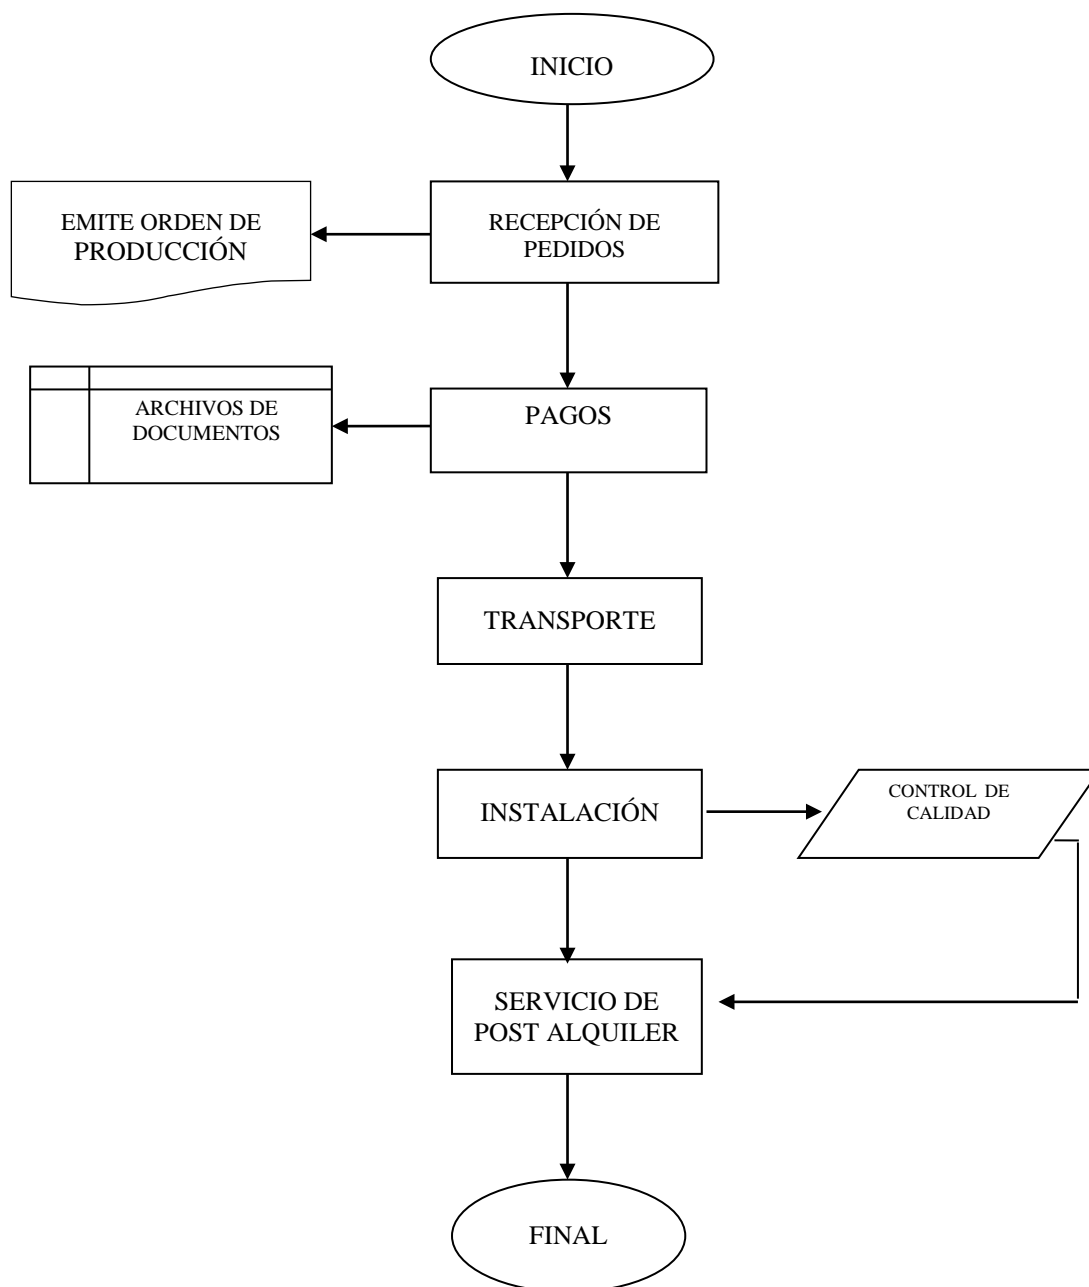 INICIO
EMITE ORDEN DE
PRODUCCIÓN
RECEPCIÓN DE
PEDIDOS
ARCHIVOS DE
DOCUMENTOS
PAGOS
TRANSPORTE
INSTALACIÓN
CONTROL DE
CALIDAD
SERVICIO DE
POST ALQUILER
FINAL